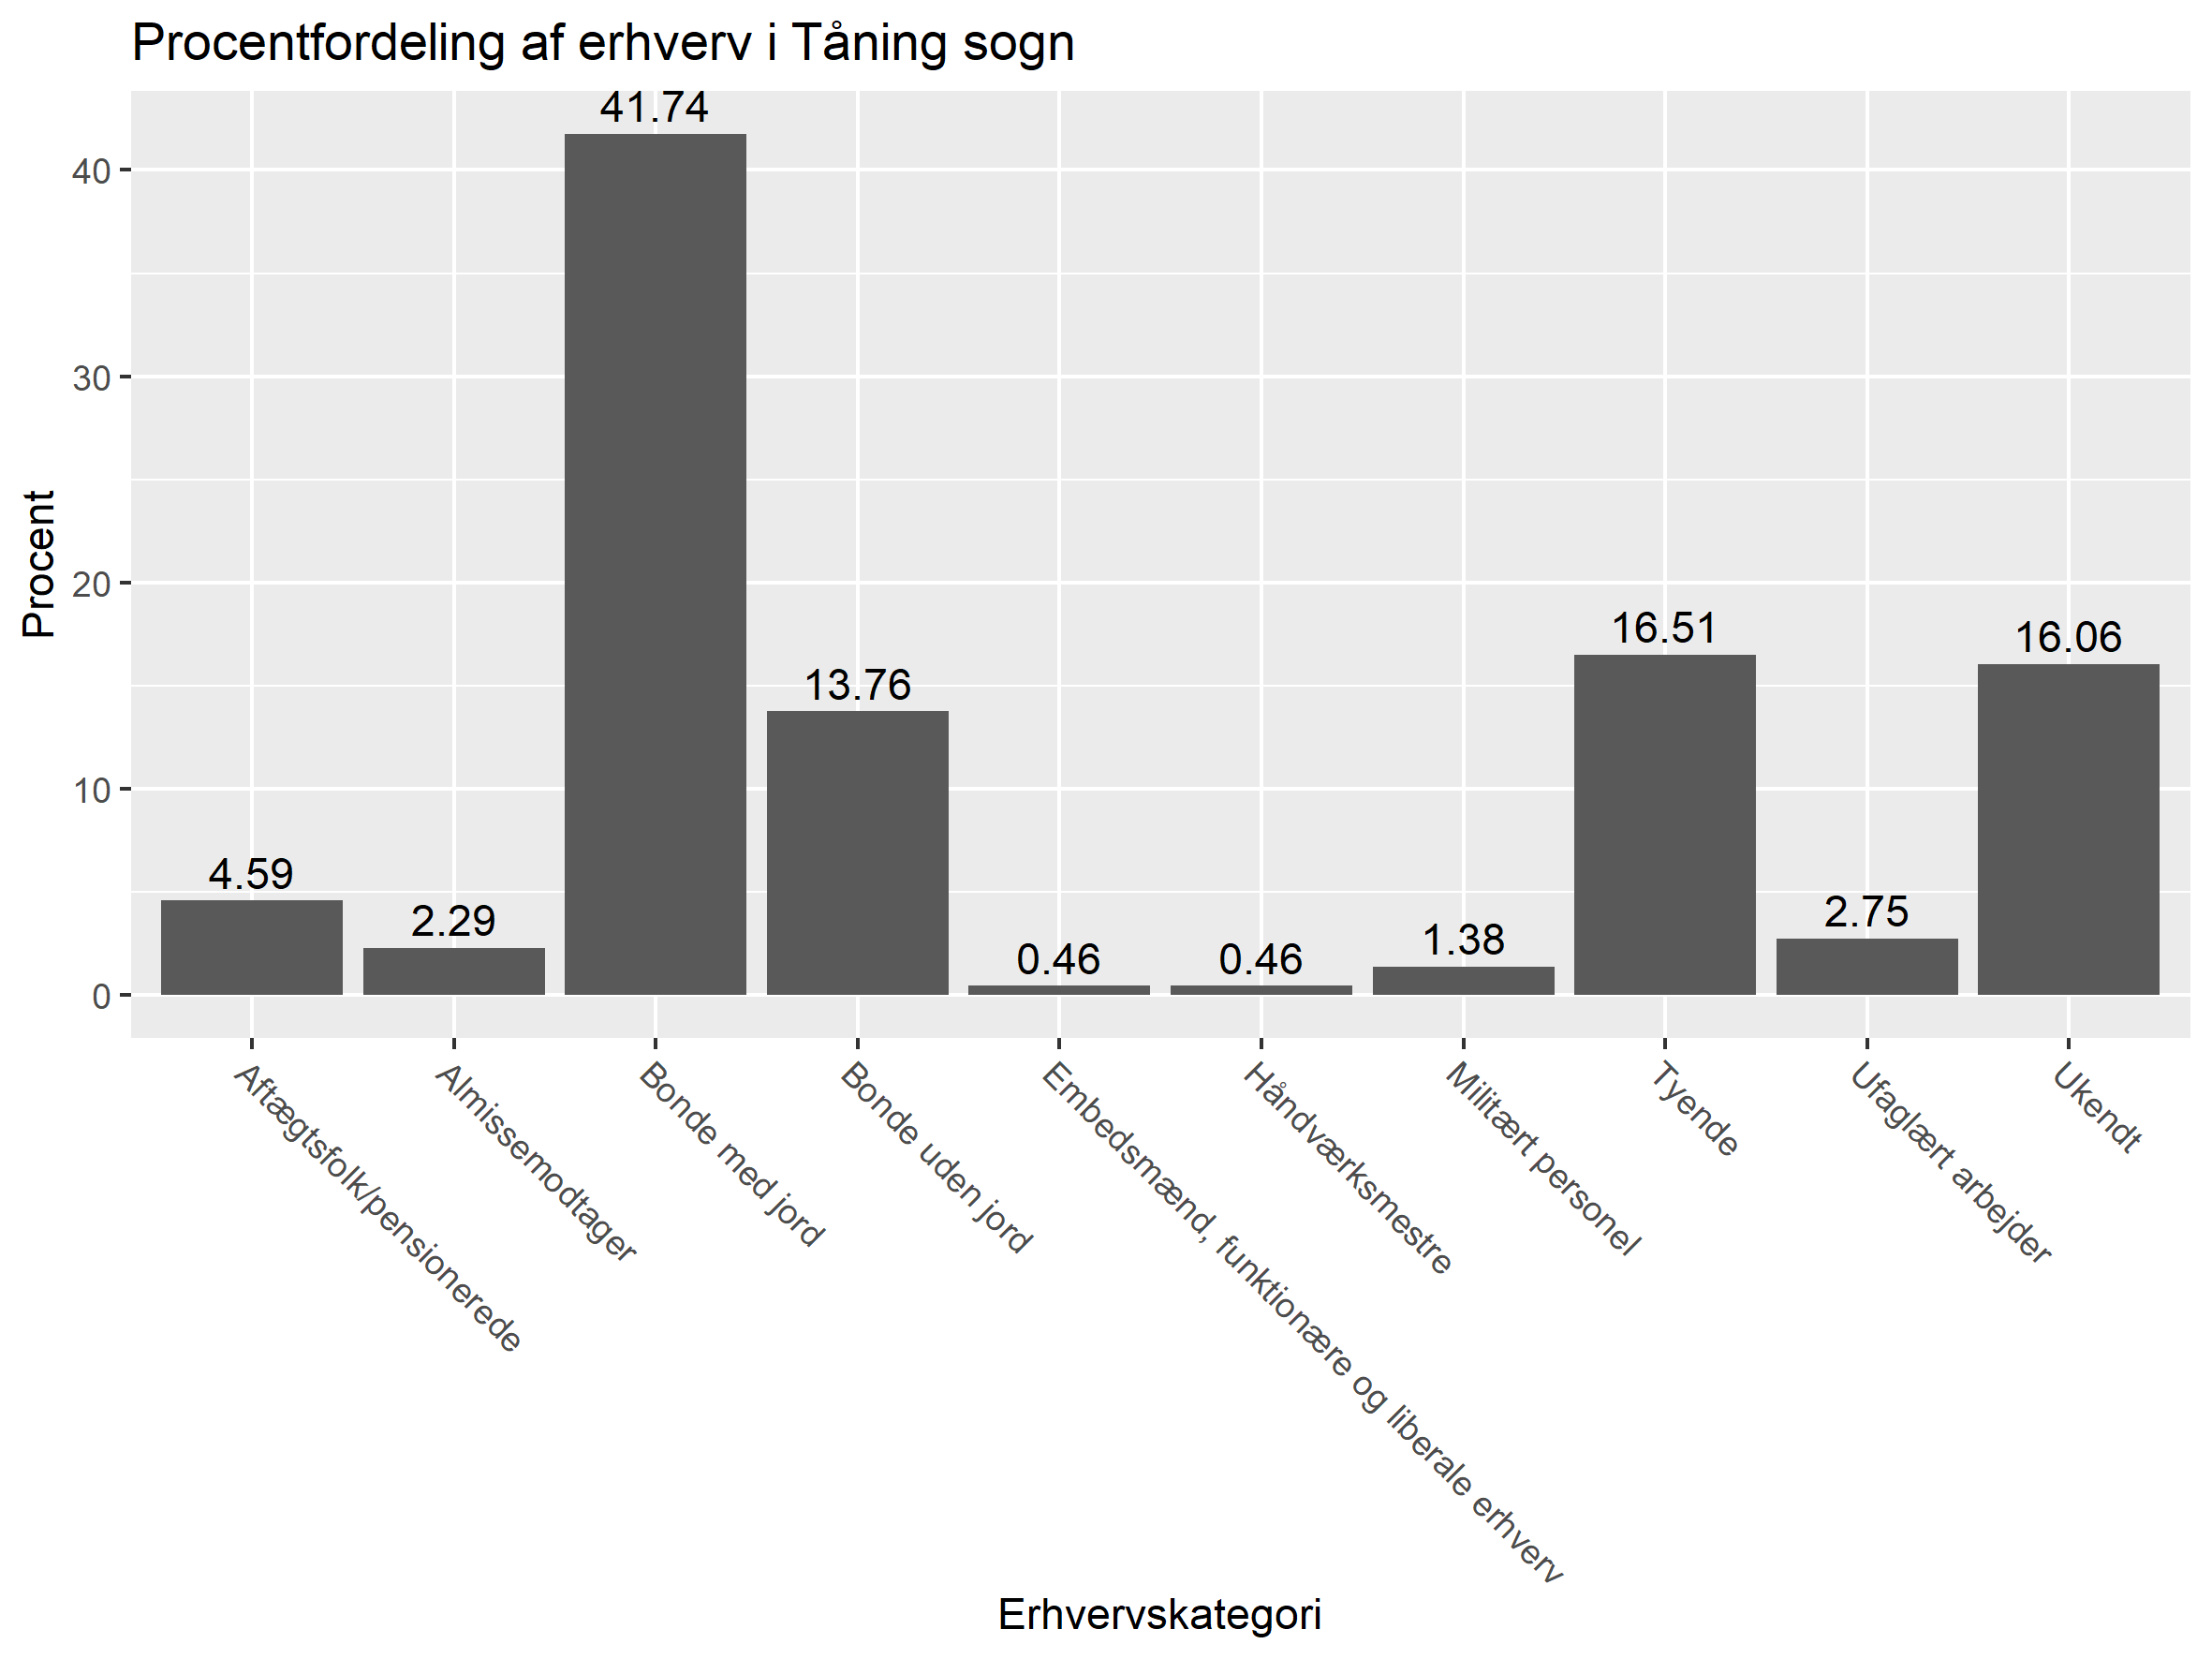 Procentfordeling af erhverv i Tåning sogn
Procent
40
30
20
10
0
4.59
2.29
41.74
13.76
0.46
0.46
1.38
16.51
2.75
16.06
Aftægtsfolk/pensionerede
Almissemodtager
Bonde med jord
Bonde uden jord
Embedsmænd, funktionære og liberale erhverv
Håndværksmestre
Militært personel
Tyende
Ufaglært arbejder
Ukendt
Erhvervskategori